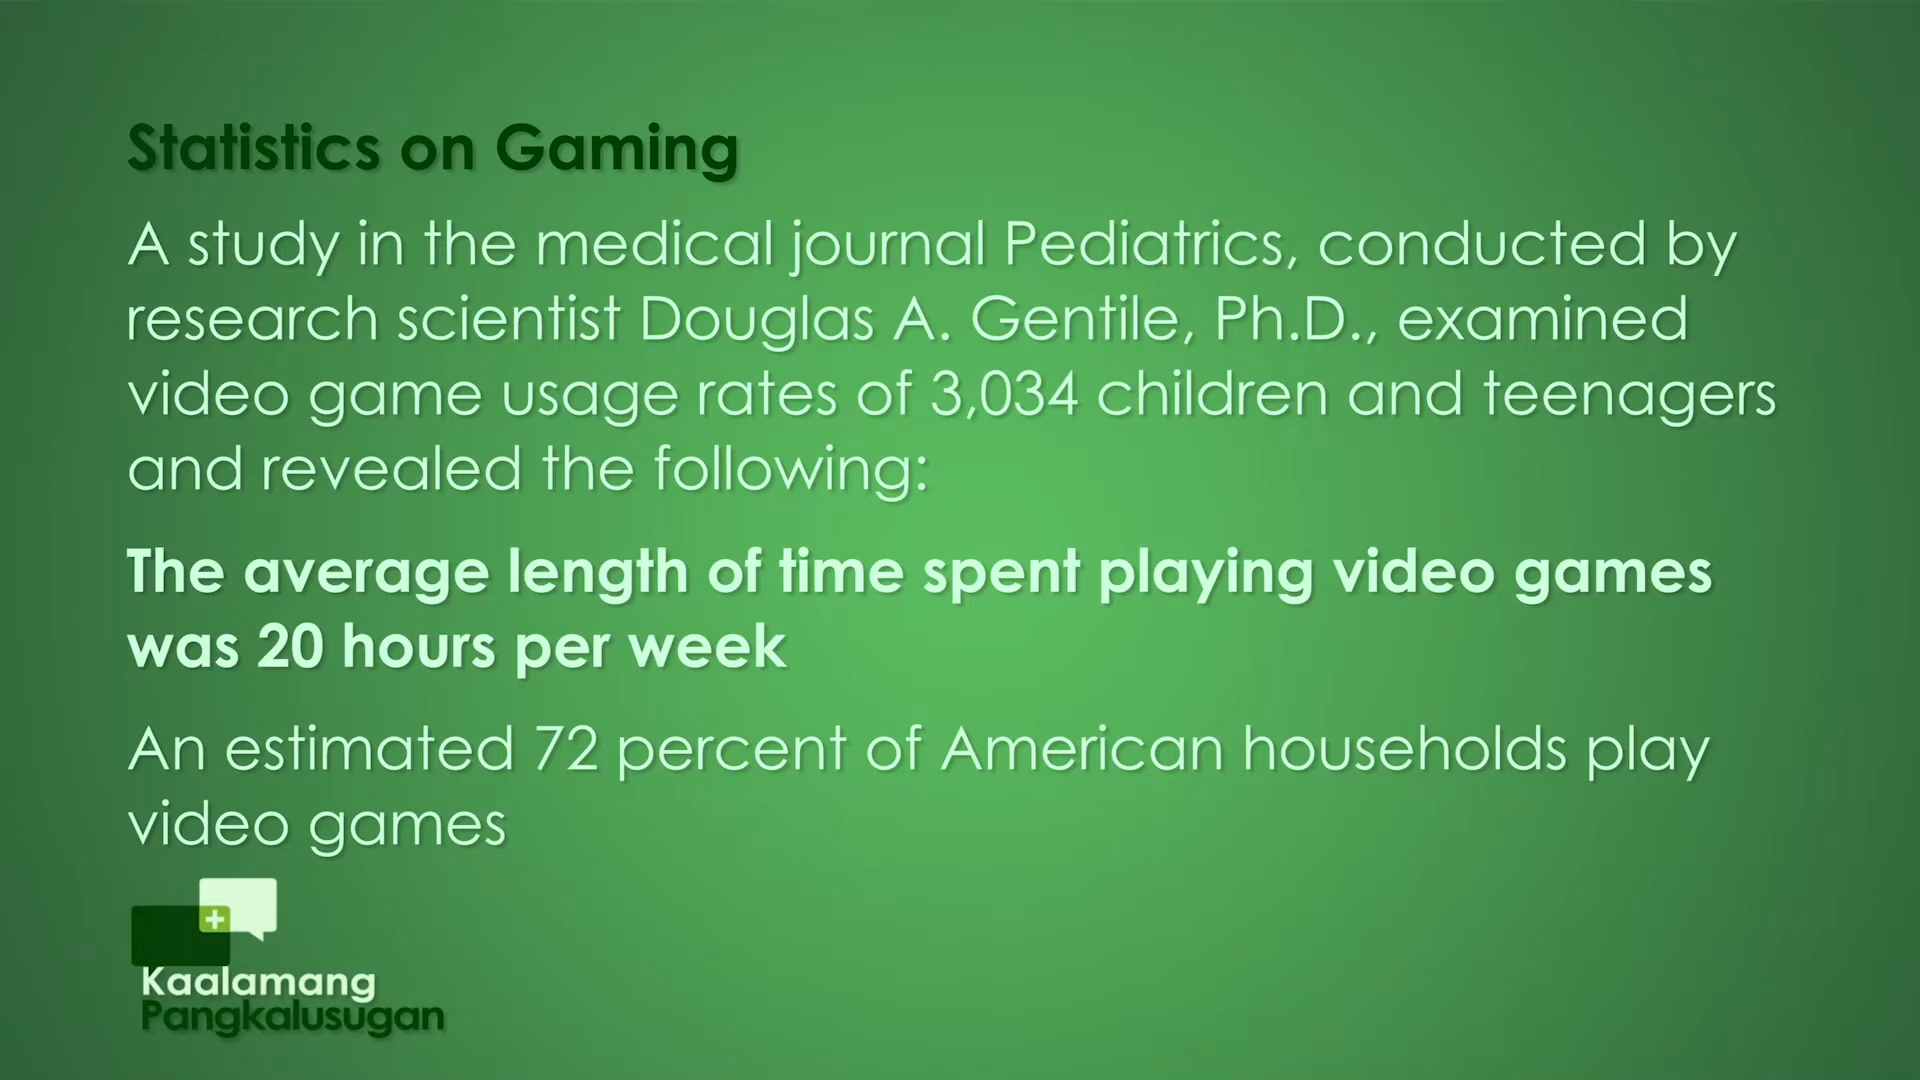 Statistics on Gaming
A study in the medical journal Pediatrics, conducted by
research scientist Douglas A. Gentile, Ph.D., examined
video game usage rates of 3,034 children and teenagers
and revealed the following:
The average length of time spent playing video games
was 20 hours per week
An estimated 72 percent of American households play
video games
Kaalamang
Pangkalusugan